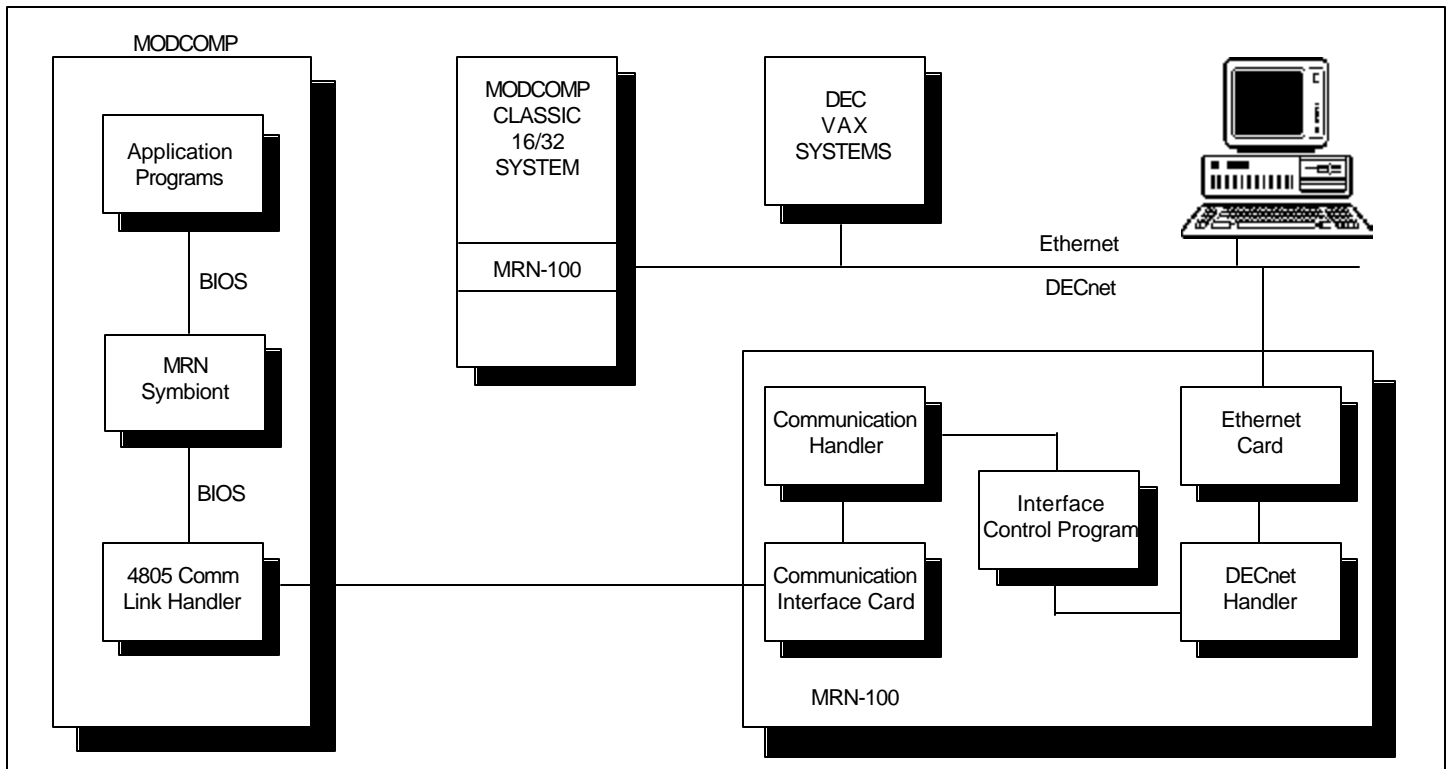 MODCOMP
Application
Programs
BIOS
MRN
Symbiont
BIOS
4805 Comm
Link Handler
MODCOMP
CLASSIC
16/32
SYSTEM
MRN-100
DEC
VAX
SYSTEMS
Ethernet
DECnet
Communication
Handler
Communication
Interface Card
Interface
Control Program
Ethernet
Card
DECnet
Handler
MRN-100